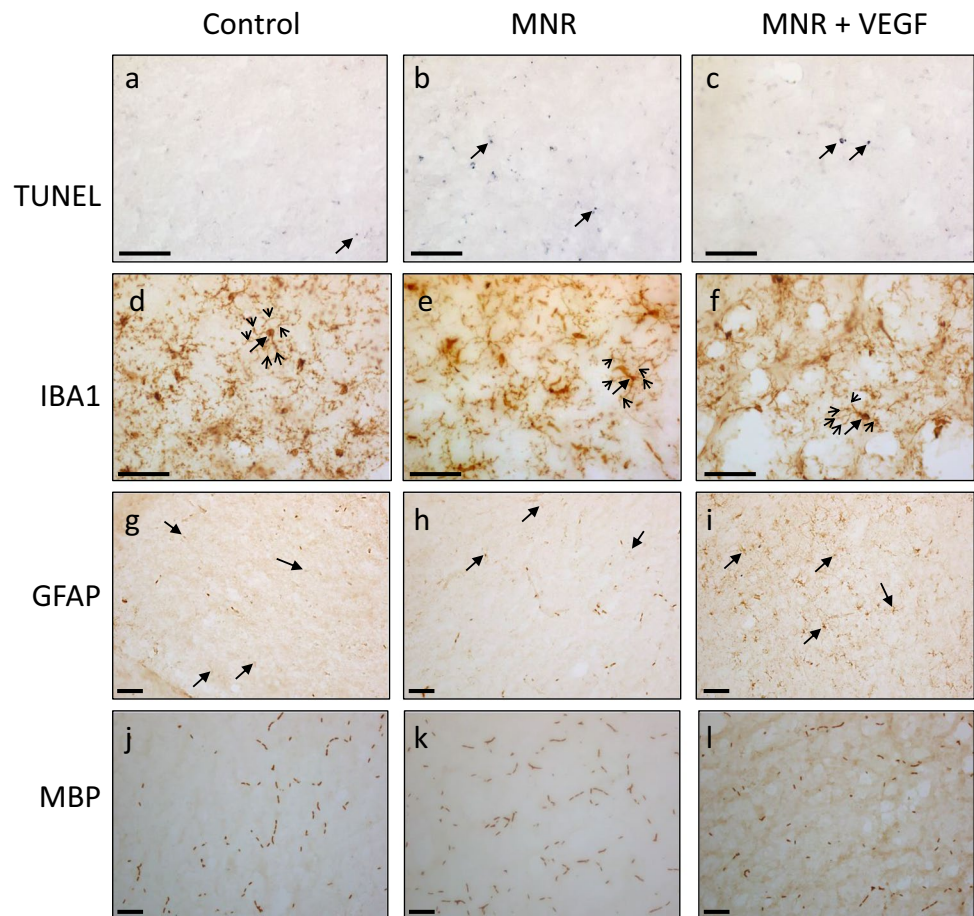 Control MNR MNR + VEGF
TUNEL a b c
IBA1 d e f
GFAP g h i
MBP j k l